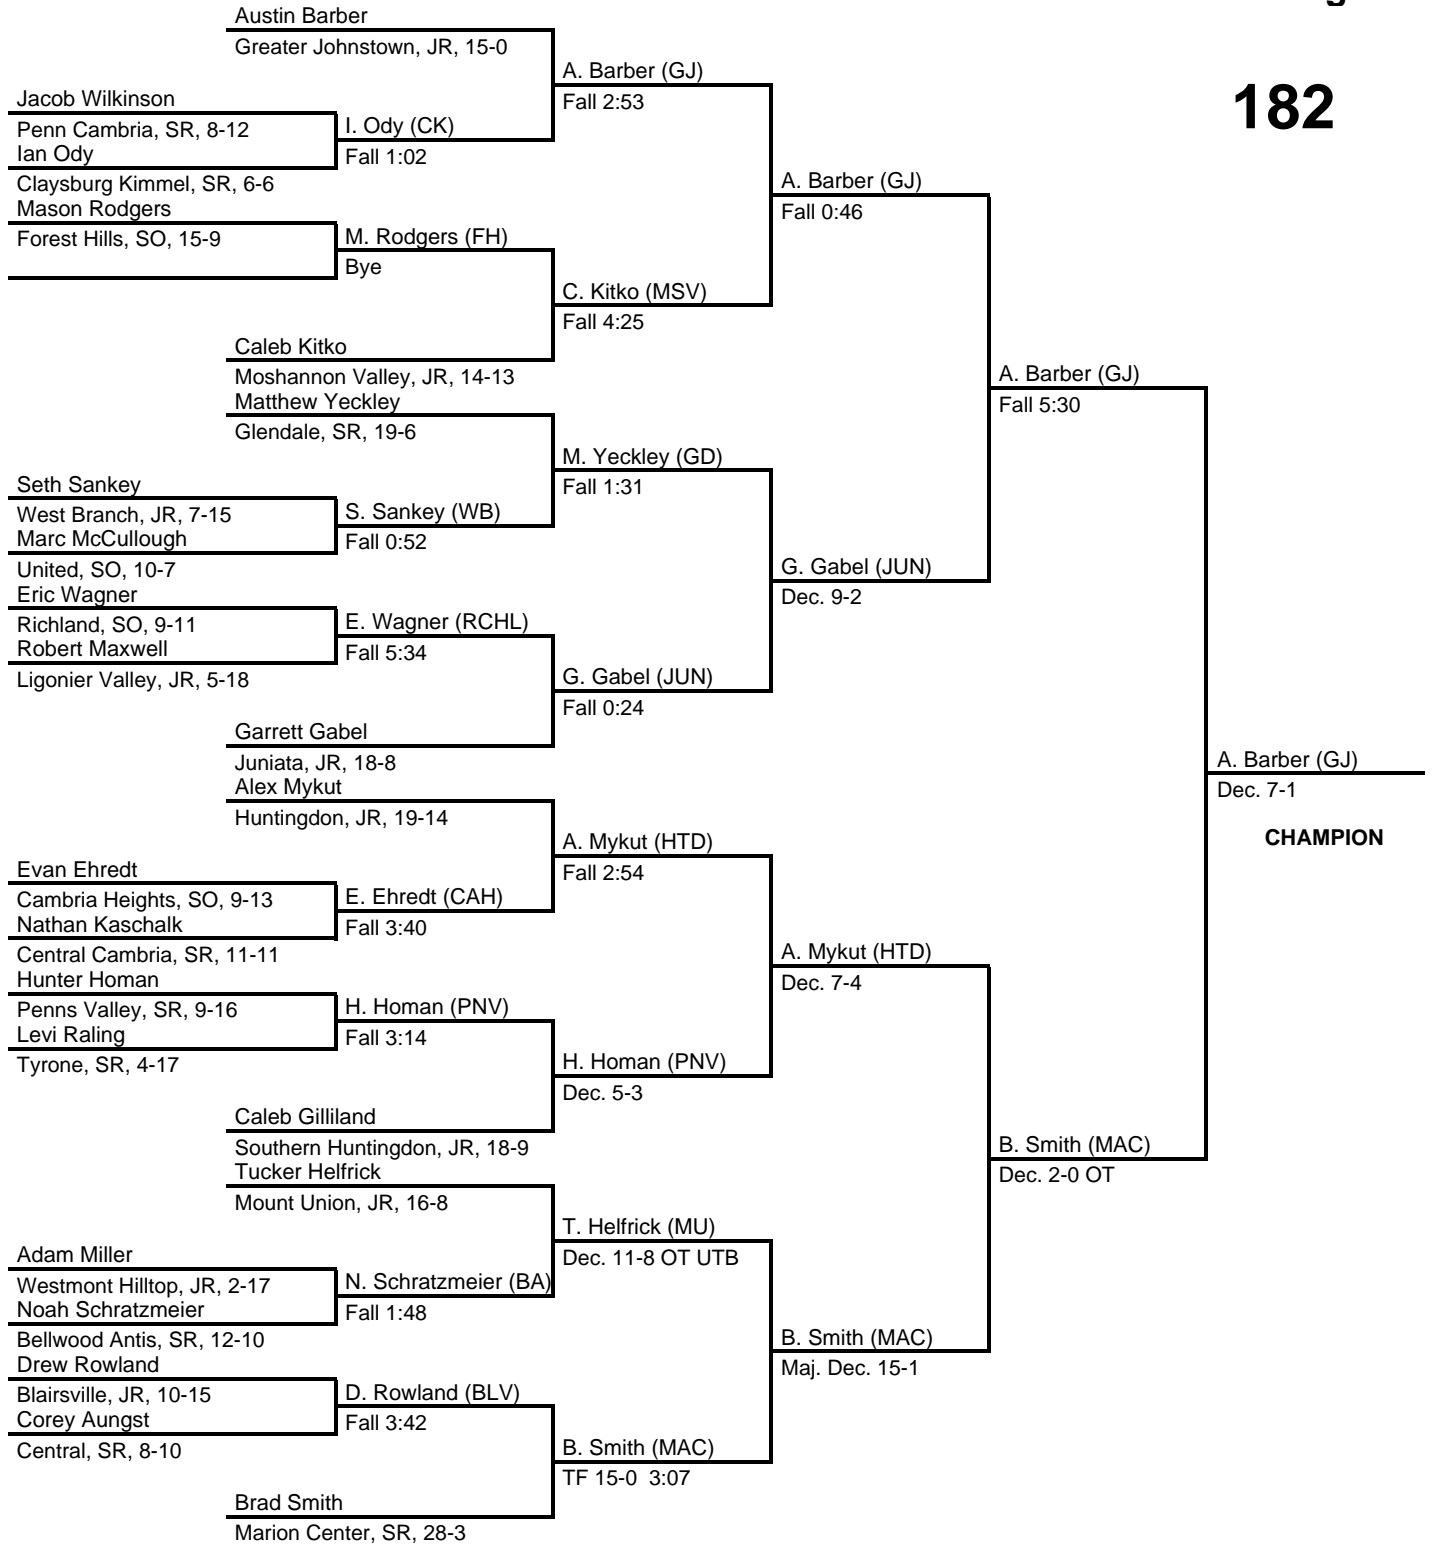 Austin Barber
Greater Johnstown, JR, 15-0
A. Barber (GJ)
Fall 2:53
182
Jacob Wilkinson
Penn Cambria, SR, 8-12
Ian Ody
I. Ody (CK)
Fall 1:02
Claysburg Kimmel, SR, 6-6
Mason Rodgers
A. Barber (GJ)
Fall 0:46
Forest Hills, SO, 15-9
M. Rodgers (FH)
Bye
C. Kitko (MSV)
Fall 4:25
Caleb Kitko
Moshannon Valley, JR, 14-13
Matthew Yeckley
Glendale, SR, 19-6
A. Barber (GJ)
Fall 5:30
M. Yeckley (GD)
Fall 1:31
Seth Sankey
West Branch, JR, 7-15
Marc McCullough
S. Sankey (WB)
Fall 0:52
United, SO, 10-7
Eric Wagner
G. Gabel (JUN)
Dec. 9-2
Richland, SO, 9-11
Robert Maxwell
E. Wagner (RCHL)
Fall 5:34
Ligonier Valley, JR, 5-18
G. Gabel (JUN)
Fall 0:24
Garrett Gabel
Juniata, JR, 18-8
Alex Mykut
Huntingdon, JR, 19-14
A. Barber (GJ)
Dec. 7-1
CHAMPION
A. Mykut (HTD)
Fall 2:54
Evan Ehredt
Cambria Heights, SO, 9-13
Nathan Kaschalk
E. Ehredt (CAH)
Fall 3:40
Central Cambria, SR, 11-11
Hunter Homan
A. Mykut (HTD)
Dec. 7-4
Penns Valley, SR, 9-16
Levi Raling
H. Homan (PNV)
Fall 3:14
Tyrone, SR, 4-17
H. Homan (PNV)
Dec. 5-3
Caleb Gilliland
Southern Huntingdon, JR, 18-9
Tucker Helfrick
Mount Union, JR, 16-8
B. Smith (MAC)
Dec. 2-0 OT
T. Helfrick (MU)
Dec. 11-8 OT UTB
Adam Miller
Westmont Hilltop, JR, 2-17
Noah Schratzmeier
N. Schratzmeier (BA)
Fall 1:48
Bellwood Antis, SR, 12-10
Drew Rowland
B. Smith (MAC)
Maj. Dec. 15-1
Blairsville, JR, 10-15
Corey Aungst
D. Rowland (BLV)
Fall 3:42
Central, SR, 8-10
B. Smith (MAC)
TF 15-0 3:07
Brad Smith
Marion Center, SR, 28-3